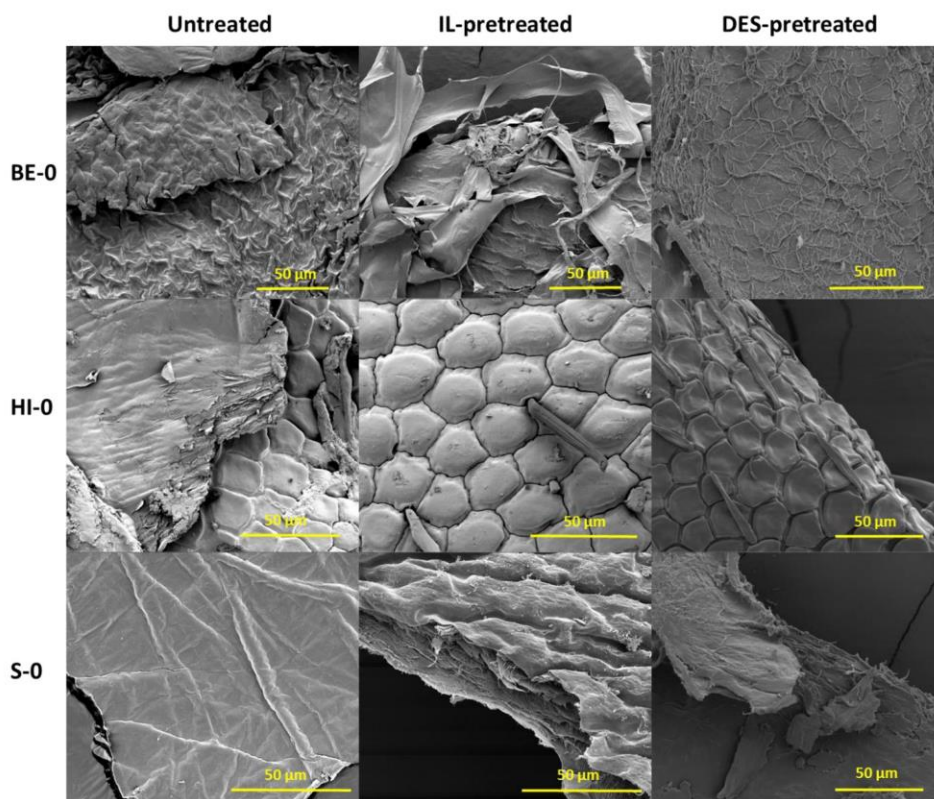 Untreated IL-pretreated DES-pretreated
BE-0
50 μm 50 μm 50 μm
HI-0
50 μm 50 μm 50 μm
S-0
50 μm 50 μm 50 μm